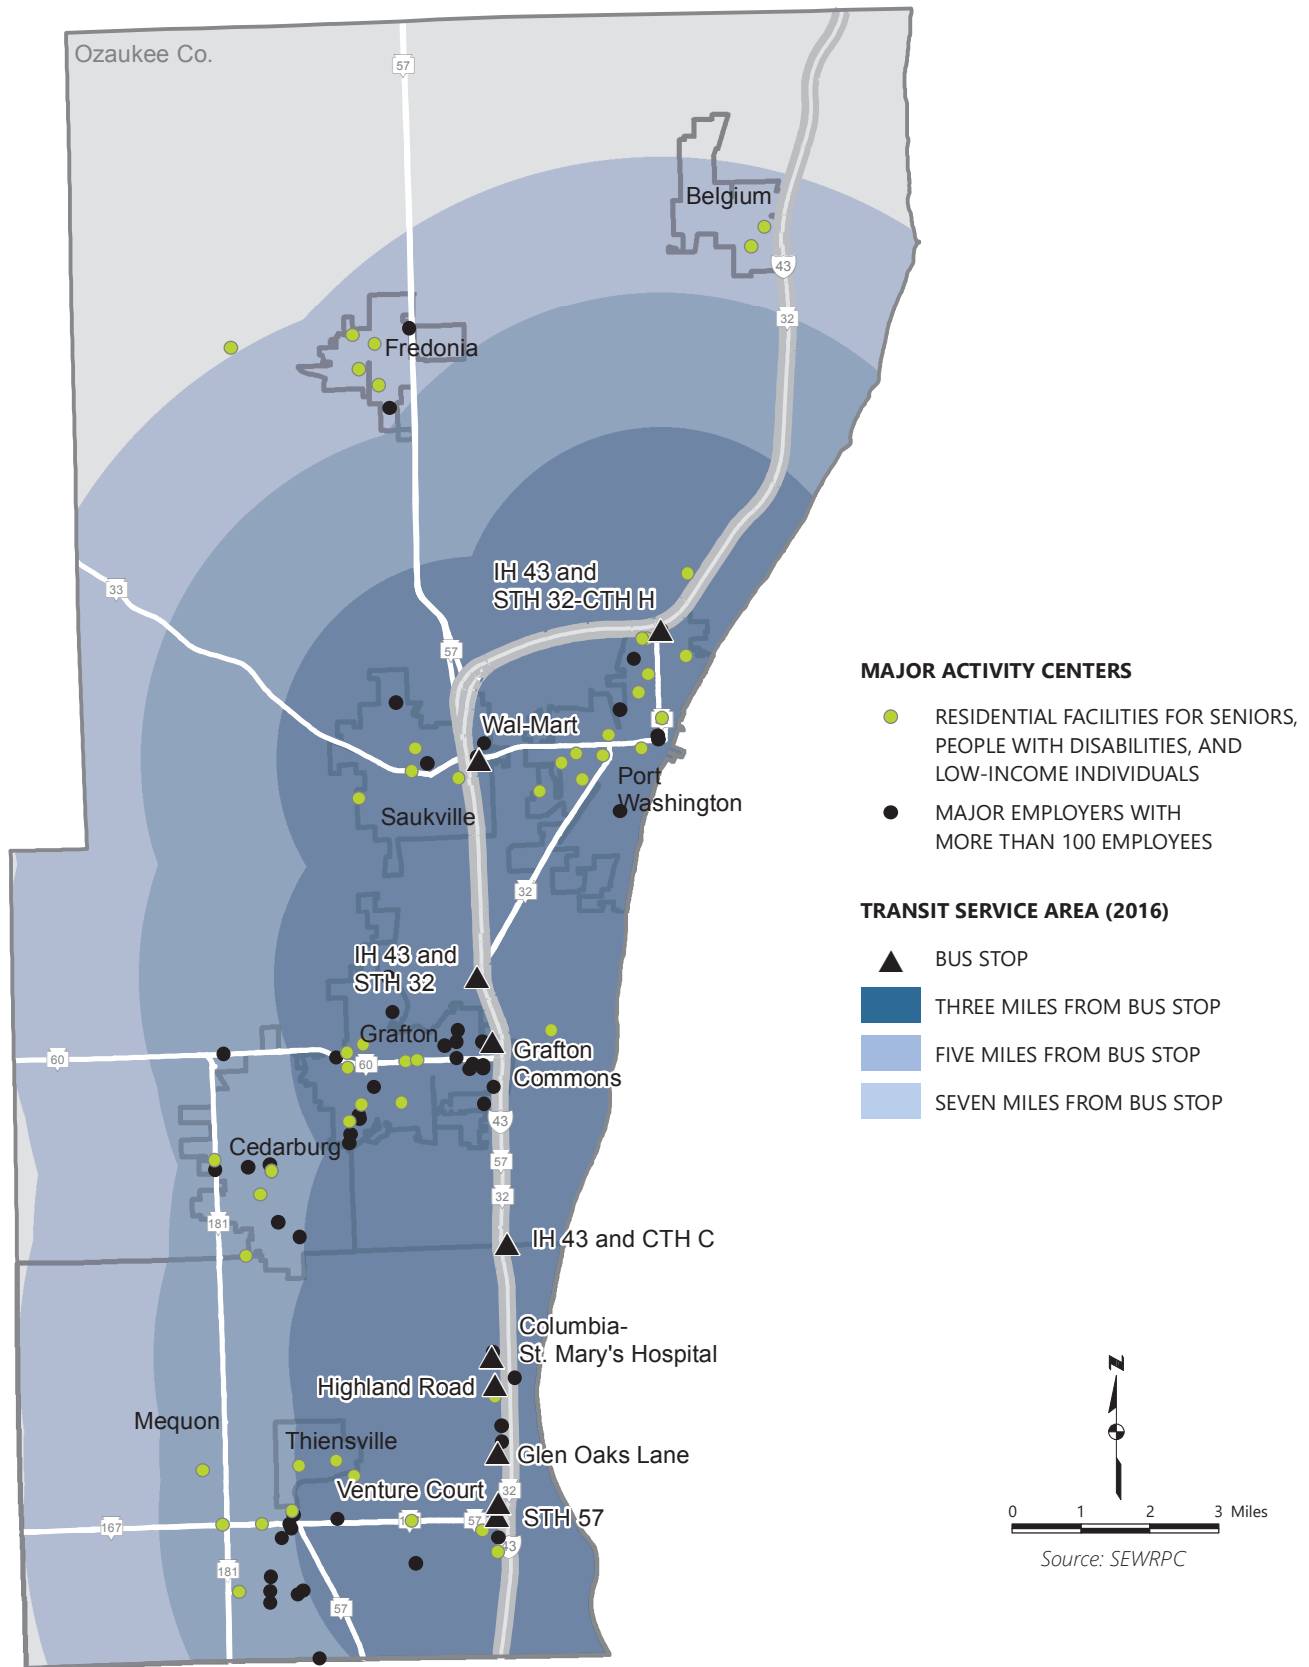 Ozaukee Co.
57
Belgium
43
32
Fredonia
33
IH 43 and
STH 32-CTH H
57
Wal-Mart
Port
Washington
Saukville
32
IH 43 and
STH 32
Grafton
60
60
Grafton
Commons
43
57
32
Cedarburg
181
IH 43 and CTH C
Columbia-
St. Mary's Hospital
Highland Road
Mequon
Thiensville
Glen Oaks Lane
Venture Court
32
STH 57
57
167
43
181
57
MAJOR ACTIVITY CENTERS
RESIDENTIAL FACILITIES FOR SENIORS,
PEOPLE WITH DISABILITIES, AND
LOW-INCOME INDIVIDUALS
MAJOR EMPLOYERS WITH
MORE THAN 100 EMPLOYEES
TRANSIT SERVICE AREA (2016)
BUS STOP
THREE MILES FROM BUS STOP
FIVE MILES FROM BUS STOP
SEVEN MILES FROM BUS STOP
N
0 1 2 3 Miles
Source: SEWRPC